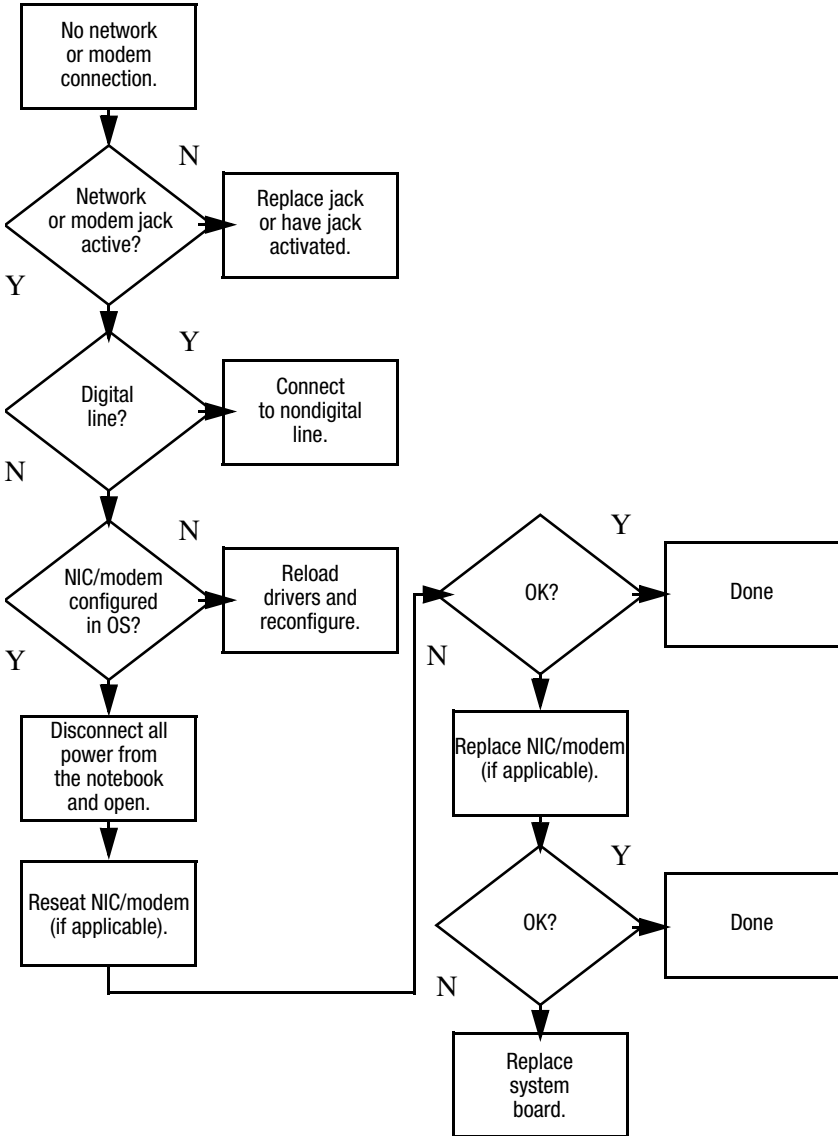 No network
or modem
connection.
N
Network
or modem jack
active?
Replace jack
or have jack
activated.
Y
Y
Digital
line?
Connect
to nondigital
line.
N
N
NIC/modem
configured
in OS?
Reload
drivers and
reconfigure.
Y
Disconnect all
power from
the notebook
and open.
Reseat NIC/modem
(if applicable).
Y
OK?
Done
N
Replace NIC/modem
(if applicable).
Y
OK?
Done
N
Replace
system
board.